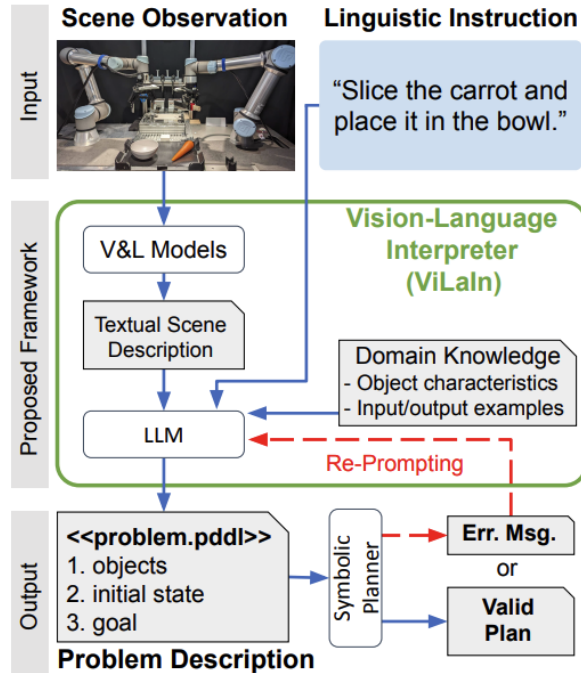 Scene Observation
Linguistic Instruction
Input
“Slice the carrot and
place it in the bowl.”
Proposed Framework
Vision-Language
Interpreter
(ViLaIn)
V&L Models
Textual Scene
Description
Domain Knowledge
- Object characteristics
- Input/output examples
LLM
Re-Prompting
Output
<<problem.pddl>>
1. objects
2. initial state
3. goal
Symbolic
Planner
Err. Msg.
or
Valid
Plan
Problem Description